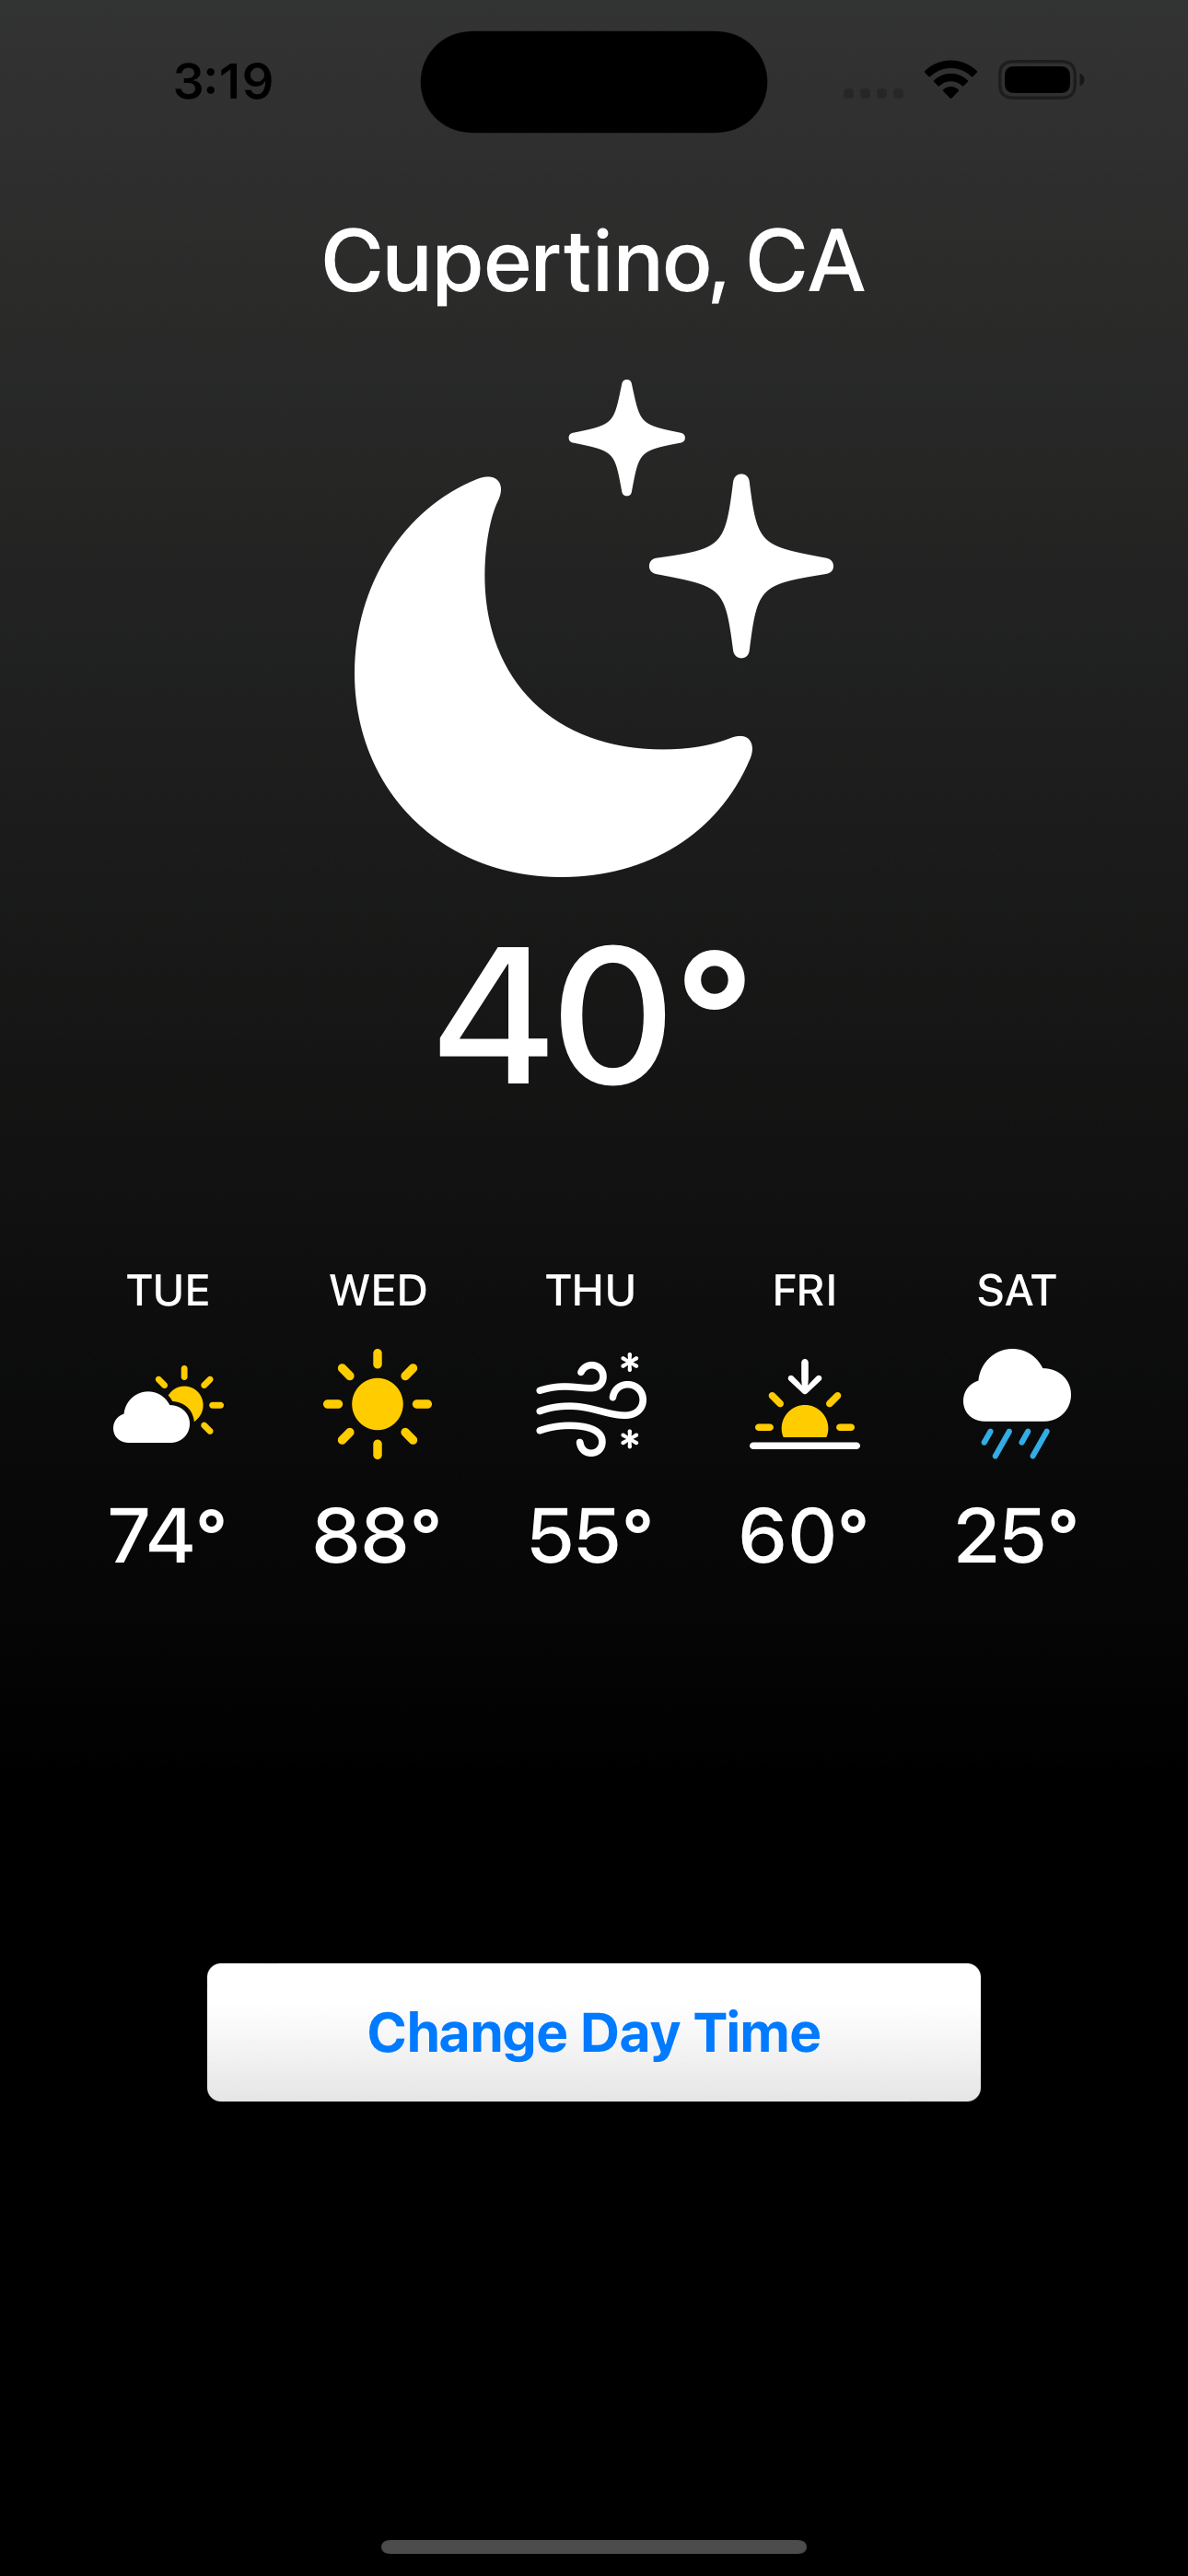 3:19
Cupertino, CA
40°
TUE WED THU FRI SAT
74° 88° 55° 60° 25°
Change Day Time